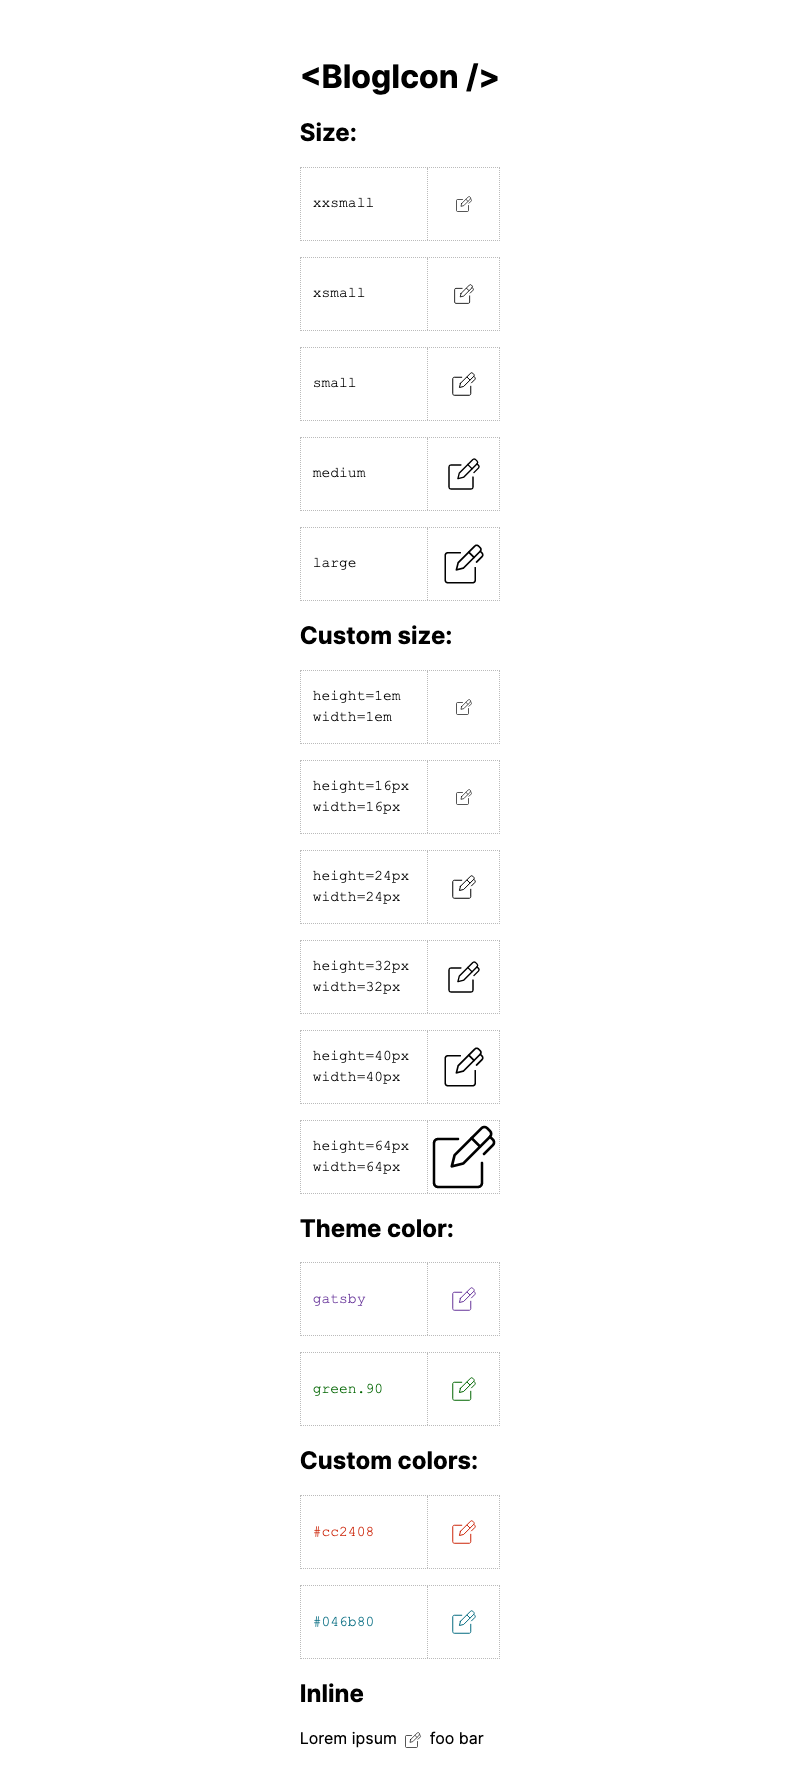 <BlogIcon />
Size:
xxsmall
xsmall
small
medium
large
Custom size:
height=1em
width=1em
height=16px
width=16px
height=24px
width=24px
height=32px
width=32px
height=40px
width=40px
height=64px
width=64px
Theme color:
gatsby
green.90
Custom colors:
#cc2408
#046b80
Inline
Lorem ipsum foo bar